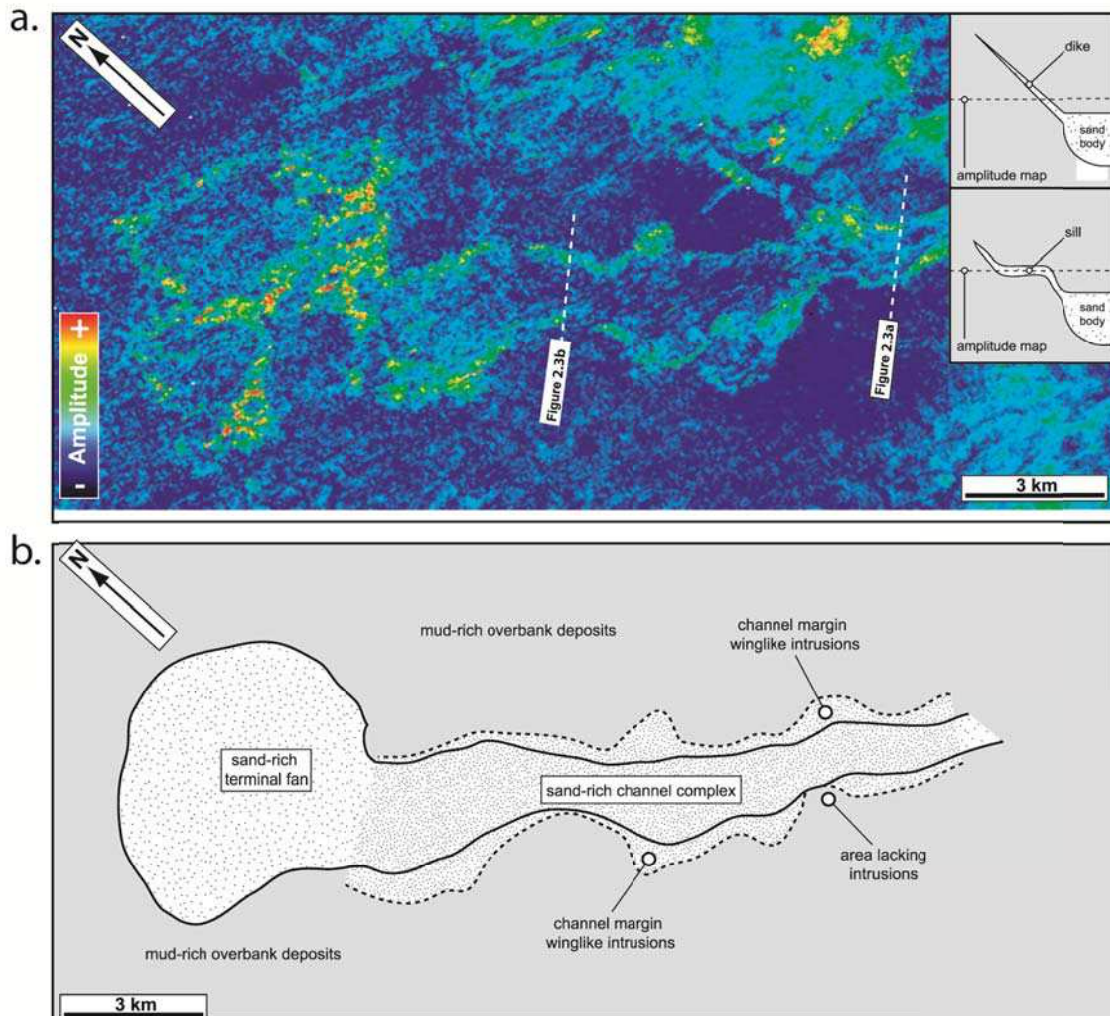 a.
N
dike
sand
body
amplitude map
sill
sand
body
amplitude map
- Amplitude +
Figure 2.3b
Figure 2.3a
3 km
b.
N
mud-rich overbank deposits
channel margin
winglike intrusions
sand-rich
terminal fan
sand-rich channel complex
area lacking
intrusions
channel margin
winglike intrusions
mud-rich overbank deposits
3 km